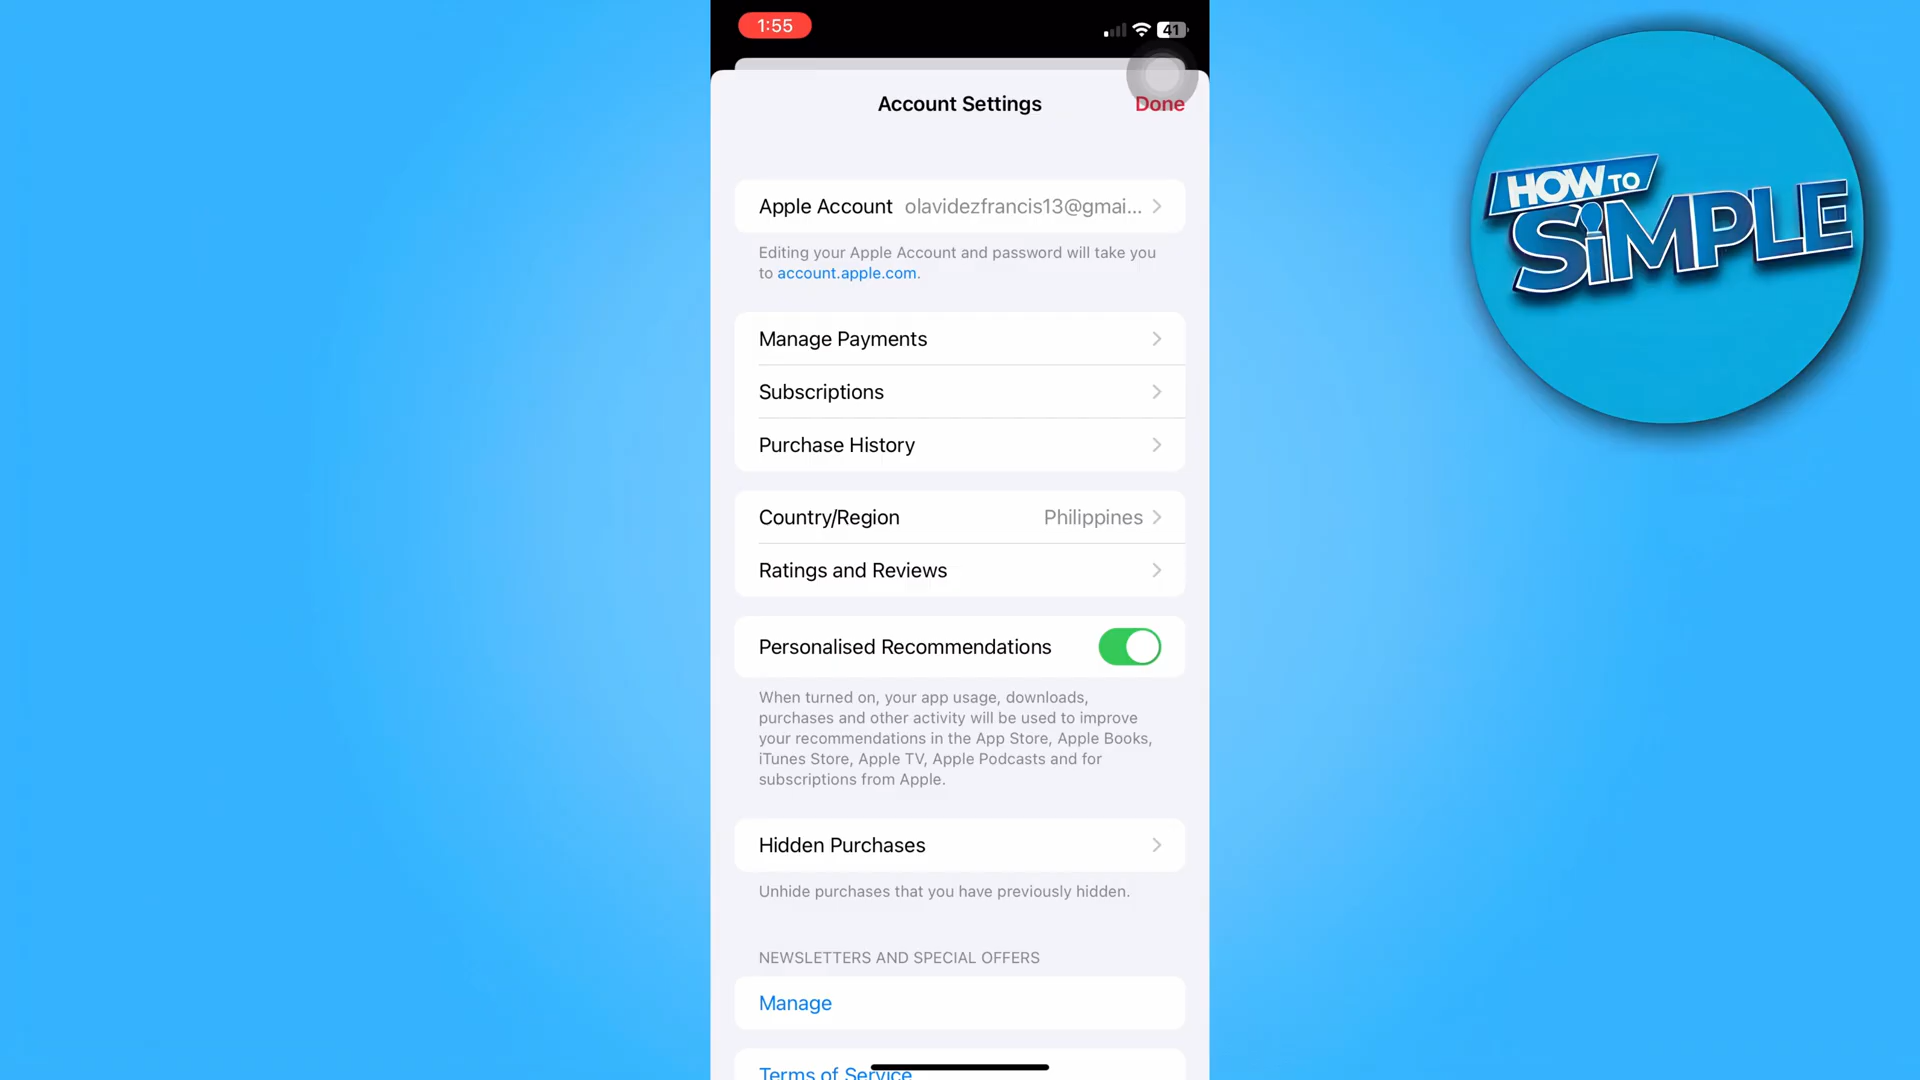 1:55
41
Account Settings
Done
HOW TO
SiMPLE
Apple Account olavidezfrancis13@gmai...
Editing your Apple Account and password will take you
to account.apple.com.
Manage Payments
Subscriptions
Purchase History
Country/Region Philippines
Ratings and Reviews
Personalised Recommendations
When turned on, your app usage, downloads,
purchases and other activity will be used to improve
your recommendations in the App Store, Apple Books,
iTunes Store, Apple TV, Apple Podcasts and for
subscriptions from Apple.
Hidden Purchases
Unhide purchases that you have previously hidden.
NEWSLETTERS AND SPECIAL OFFERS
Manage
Terms of Service